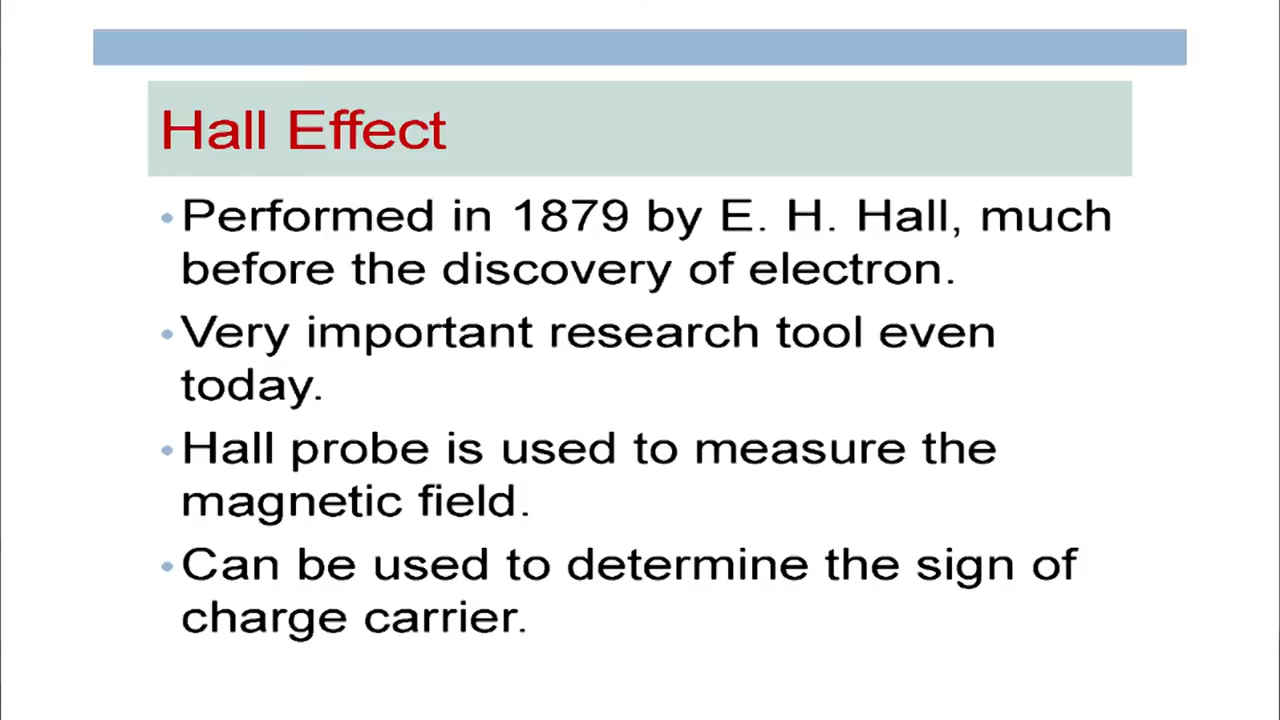 Hall Effect
•Performed in 1879 by E. H. Hall, much
before the discovery of electron.
•Very important research tool even
today.
•Hall probe is used to measure the
magnetic field.
•Can be used to determine the sign of
charge carrier.